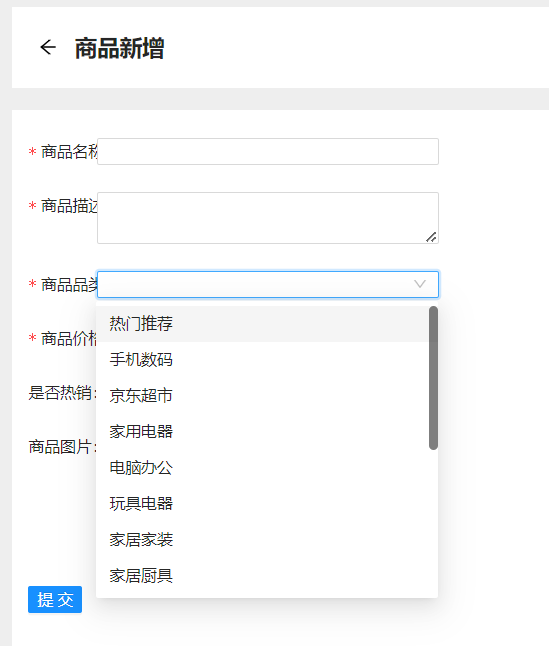 商品新增
* 商品名称
* 商品描述
* 商品品类
热门推荐
* 商品价格
手机数码
是否热销:
京东超市
家用电器
商品图片:
电脑办公
玩具电器
家居家装
家居厨具
提 交